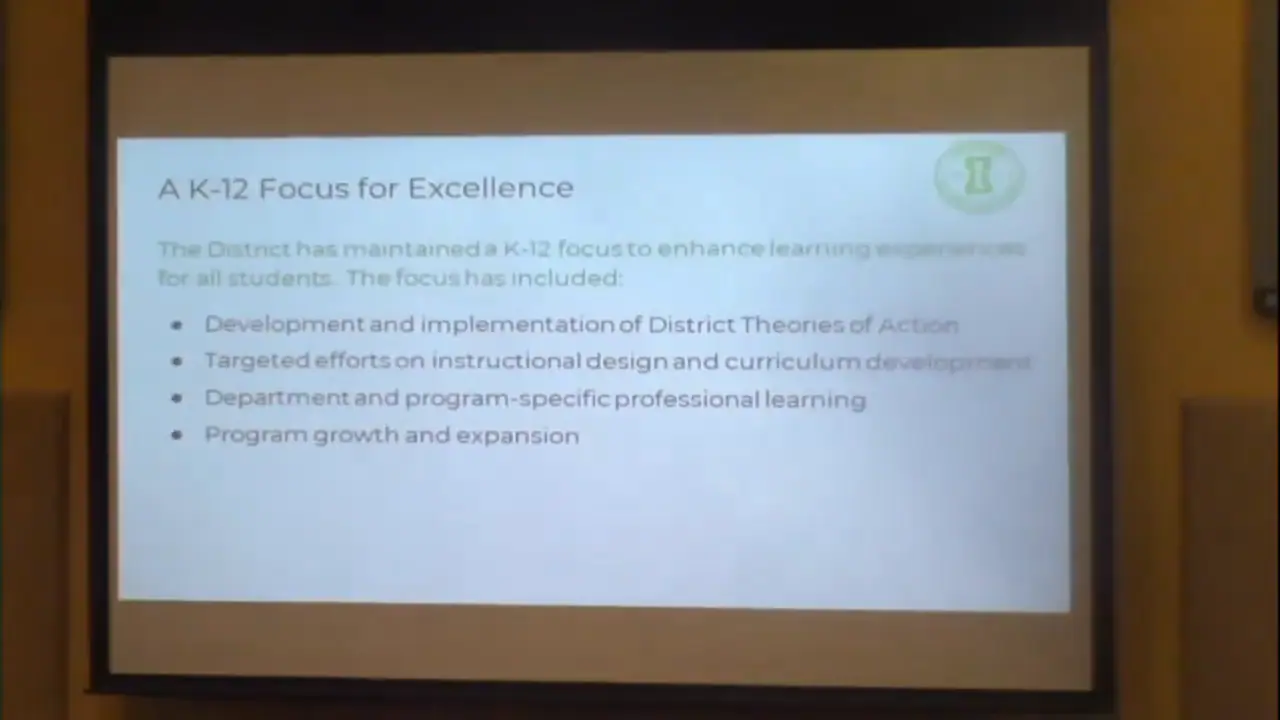 A K-12 Focus for Excellence
The District has maintained a K-12 focus to enhance learning experiences
for all students. The focus has included:
• Development and implementation of District Theories of Action
• Targeted efforts on instructional design and curriculum development
• Department and program-specific professional learning
• Program growth and expansion